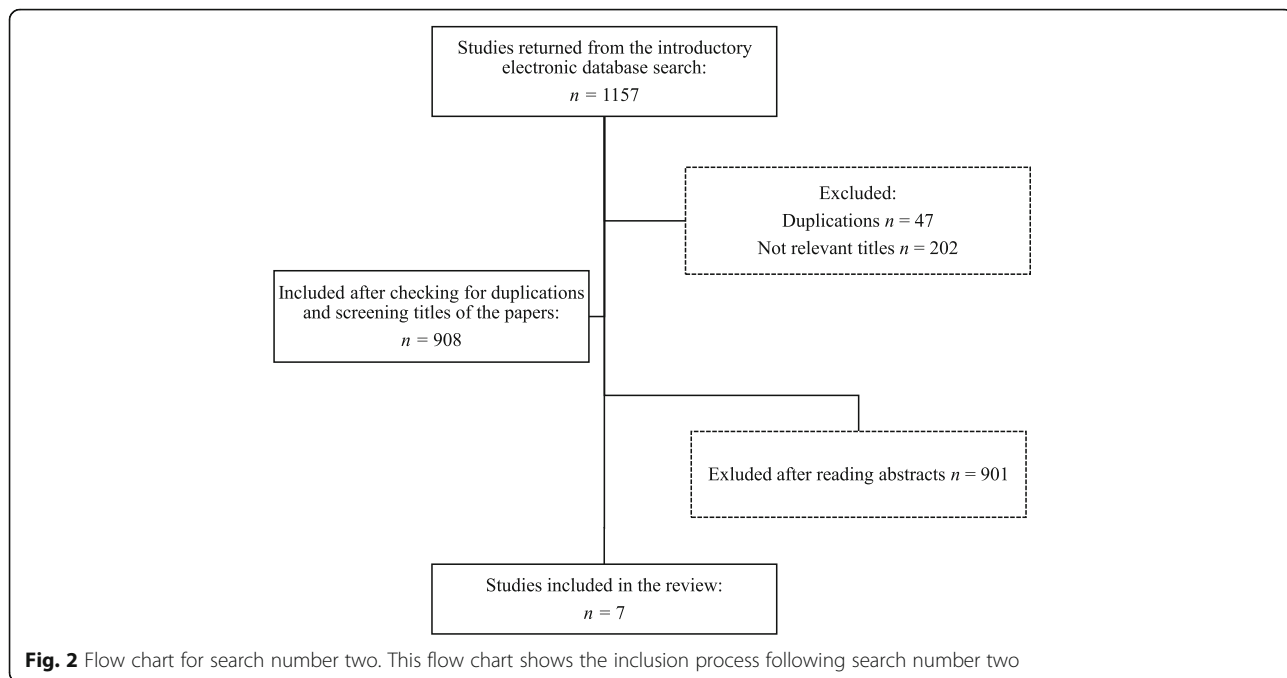 Studies returned from the introductory
electronic database search:
n = 1157
Excluded:
Duplications n = 47
Not relevant titles n = 202
Included after checking for duplications
and screening titles of the papers:
n = 908
Exluded after reading abstracts n = 901
Studies included in the review:
n = 7
Fig. 2 Flow chart for search number two. This flow chart shows the inclusion process following search number two